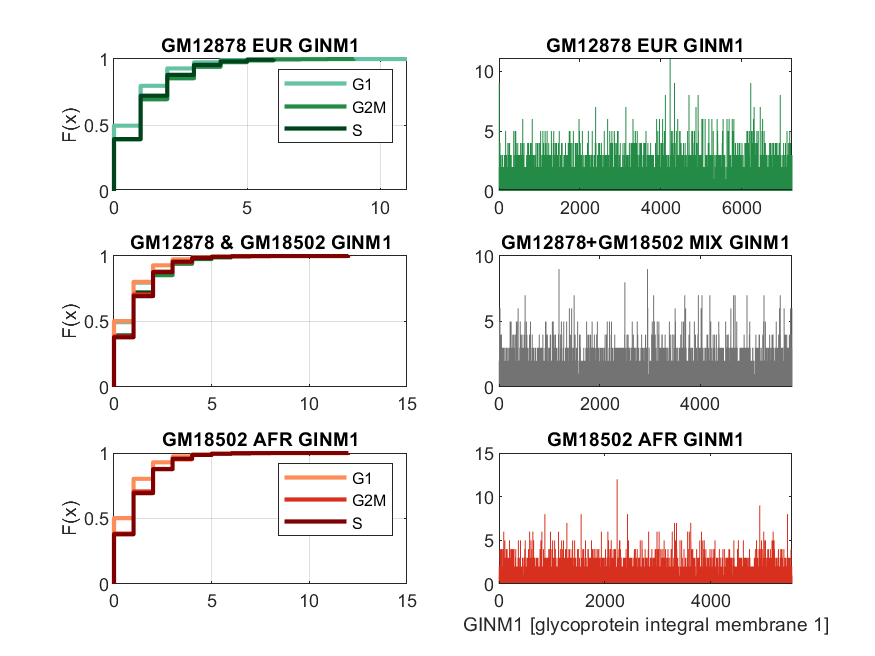 GM12878 EUR GINM1
F(x)
1
0.5
0
0 5 10
G1
G2M
S
GM12878 EUR GINM1
10
5
0
0 2000 4000 6000
GM12878 & GM18502 GINM1
F(x)
1
0.5
0
0 5 10 15
GM12878+GM18502 MIX GINM1
10
5
0
0 2000 4000
GM18502 AFR GINM1
F(x)
1
0.5
0
0 5 10 15
G1
G2M
S
GM18502 AFR GINM1
15
10
5
0
0 2000 4000
GINM1 [glycoprotein integral membrane 1]